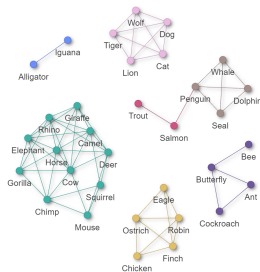 Wolf
Dog
Tiger
Cat
Lion
Iguana
Alligator
Whale
Penguin
Dolphin
Seal
Trout
Salmon
Giraffe
Rhino
Camel
Elephant
Horse
Deer
Gorilla
Cow
Squirrel
Chimp
Mouse
Bee
Butterfly
Ant
Cockroach
Eagle
Ostrich
Robin
Finch
Chicken